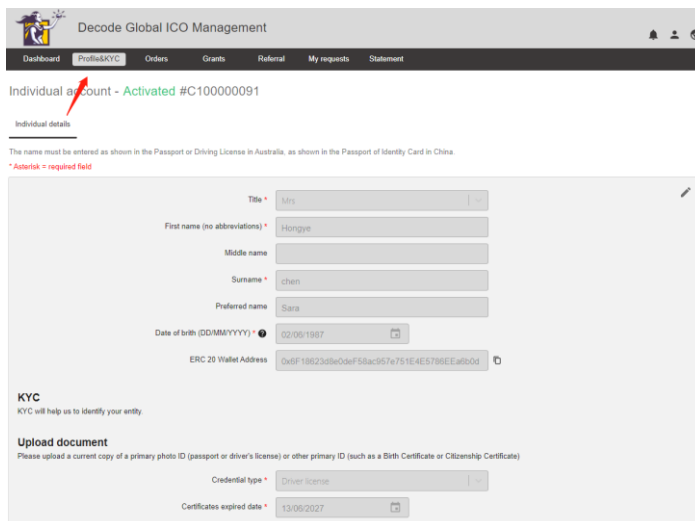 Decode Global ICO Management
Dashboard Profile&KYC Orders Grants Referral My requests Statement
Individual account - Activated #C100000091
Individual details
The name must be entered as shown in the Passport or Driving License in Australia, as shown in the Passport of Identity Card in China.
* Asterisk = required field
Title * Mrs
First name (no abbreviations) * Hongye
Middle name
Surname * chen
Preferred name Sara
Date of brith (DD/MM/YYYY) * 02/06/1987
ERC 20 Wallet Address 0x6F18623d8e0deF58ac957e751E4E5786EEa6b0d
KYC
KYC will help us to identify your entity.
Upload document
Please upload a current copy of a primary photo ID (passport or driver's license) or other primary ID (such as a Birth Certificate or Citizenship Certificate)
Credential type * Driver license
Certificates expired date * 13/06/2027